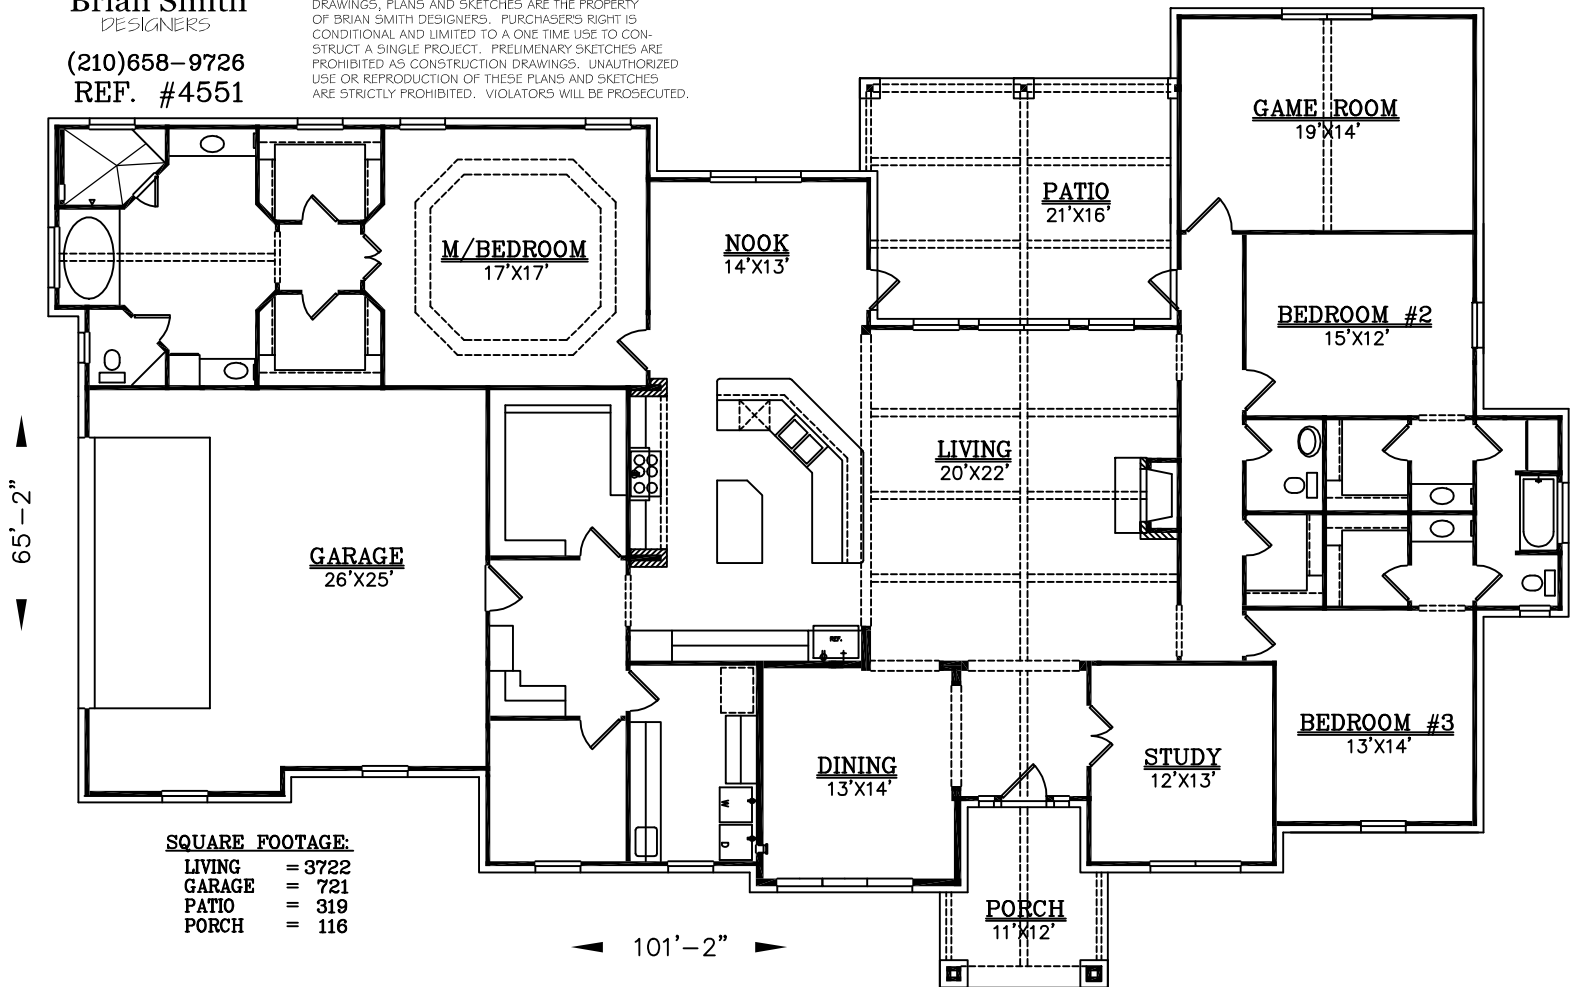 Brian Smith
DESIGNERS
(210)658-9726
REF. #4551
DRAWINGS, PLANS AND SKETCHES ARE THE PROPERTY
OF BRIAN SMITH DESIGNERS. PURCHASER'S RIGHT IS
CONDITIONAL AND LIMITED TO A ONE TIME USE TO CON-
STRUCT A SINGLE PROJECT. PRELIMENARY SKETCHES ARE
PROHIBITED AS CONSTRUCTION DRAWINGS. UNAUTHORIZED
USE OR REPRODUCTION OF THESE PLANS AND SKETCHES
ARE STRICTLY PROHIBITED. VIOLATORS WILL BE PROSECUTED.
GAME ROOM
19'X14'
PATIO
21'X16'
M/BEDROOM
17'X17'
NOOK
14'X13'
BEDROOM #2
15'X12'
LIVING
20'X22'
65'-2"
GARAGE
26'X25'
REF.
BEDROOM #3
13'X14'
DINING
13'X14'
STUDY
12'X13'
W
D
SQUARE FOOTAGE:
LIVING = 3722
GARAGE = 721
PATIO = 319
PORCH = 116
PORCH
11'X12'
101'-2"